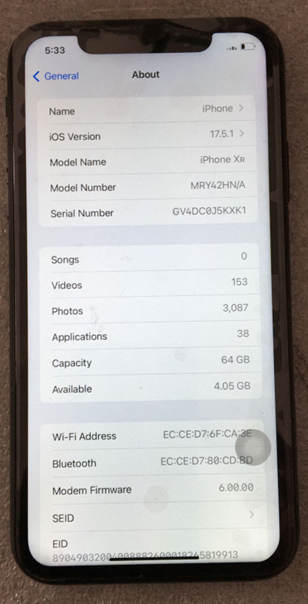 5:33
General
About
Name iPhone
iOS Version 17.5.1
Model Name iPhone XR
Model Number MRY42HN/A
Serial Number GV4DC0J5KXK1
Songs 0
Videos 153
Photos 3,087
Applications 38
Capacity 64 GB
Available 4.05 GB
Wi-Fi Address EC:CE:D7:6F:CA:3E
Bluetooth EC:CE:D7:80:CD:BD
Modem Firmware 6.00.00
SEID
EID